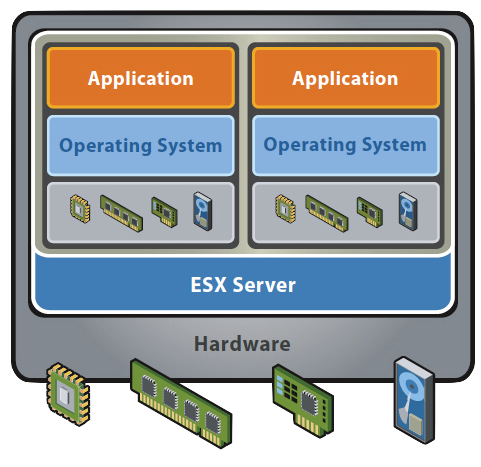 Application
Application
Operating System
Operating System
ESX Server
Hardware